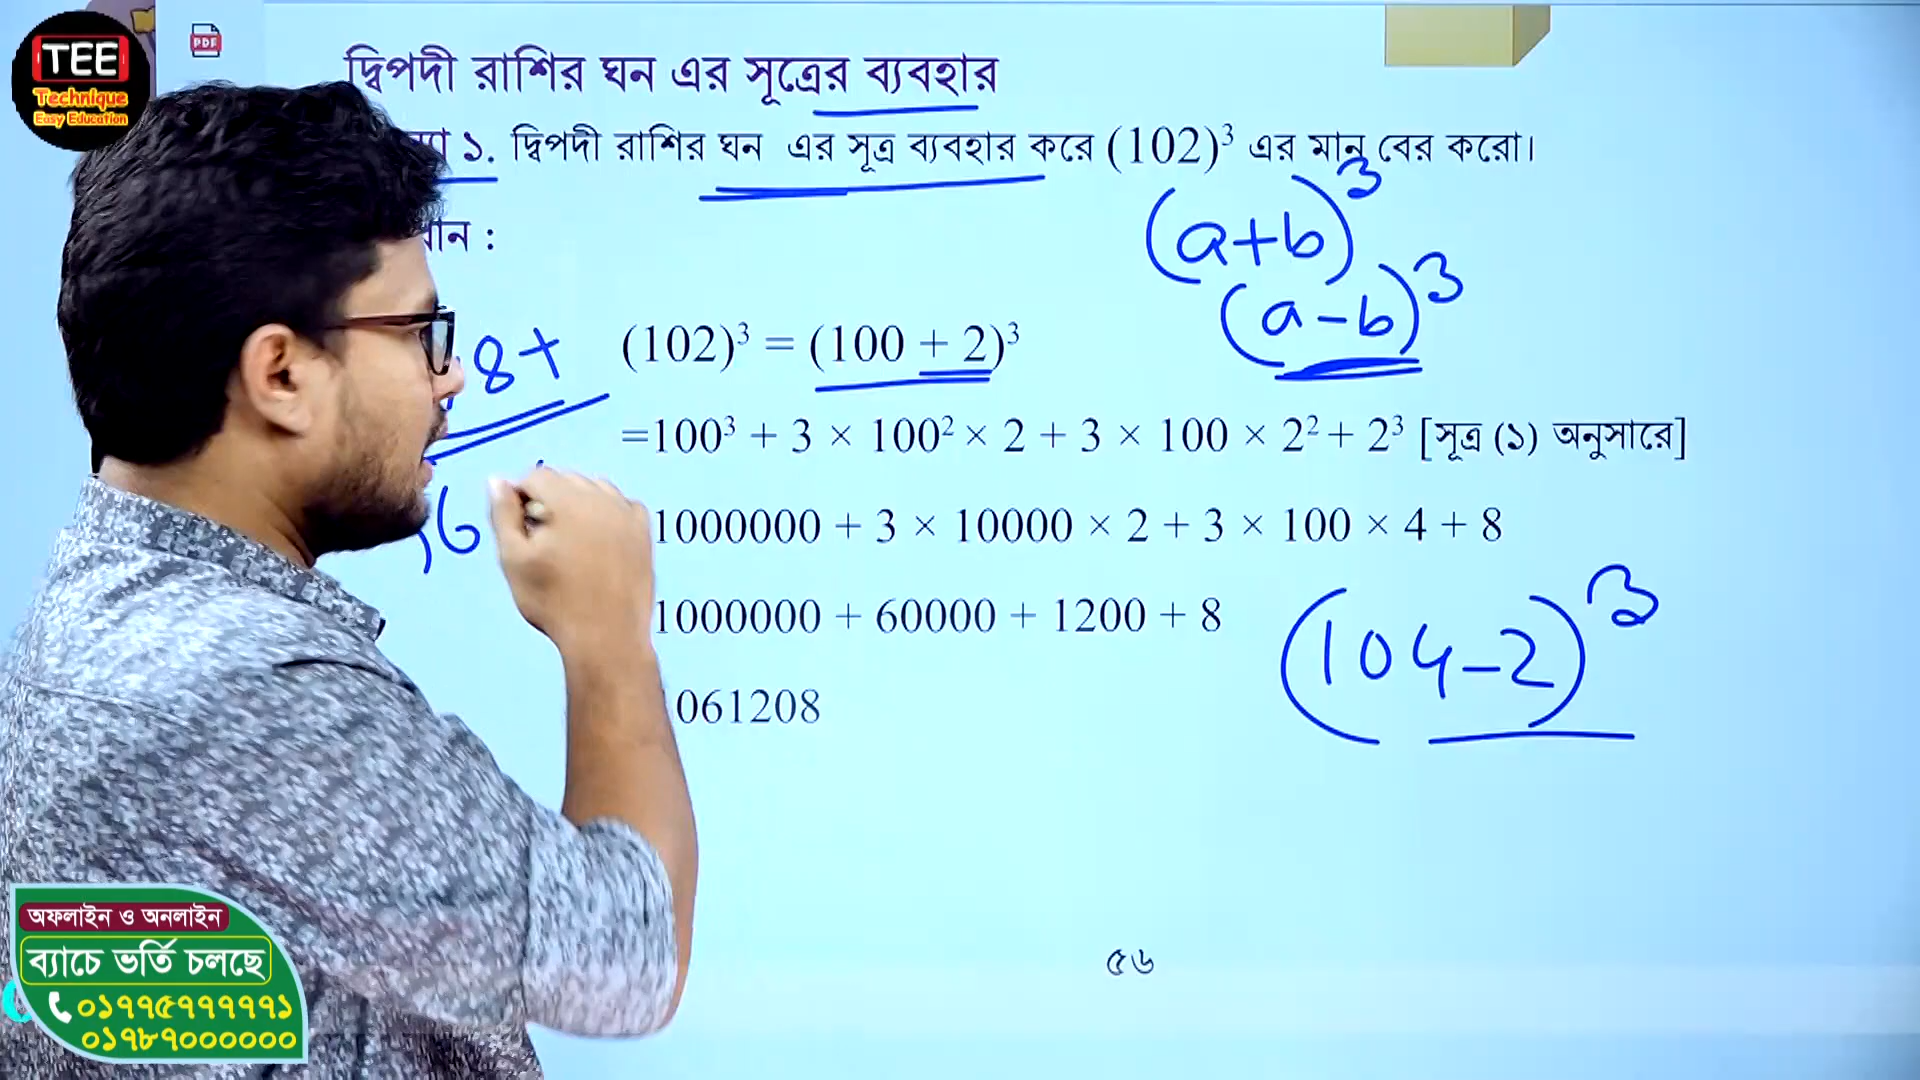 TEE
Technique
Easy Education
PDF
দ্বিপদী রাশির ঘন এর সূত্রের ব্যবহার
১. দ্বিপদী রাশির ঘন এর সূত্র ব্যবহার করে (102)³ এর মান বের করো।
(a+b)³
(a-b)³
:
8+
(102)³ = (100 + 2)³
=100³ + 3 × 100² × 2 + 3 × 100 × 2² + 2³ [সূত্র (১) অনুসারে]
6
1000000 + 3 × 10000 × 2 + 3 × 100 × 4 + 8
1000000 + 60000 + 1200 + 8
(104-2)³
061208
৫৬
অফলাইন ও অনলাইন
ব্যাচে ভর্তি চলছে
০১৭৭৫৭৭৭৭৭১
০১৭৮৭০০০০০০